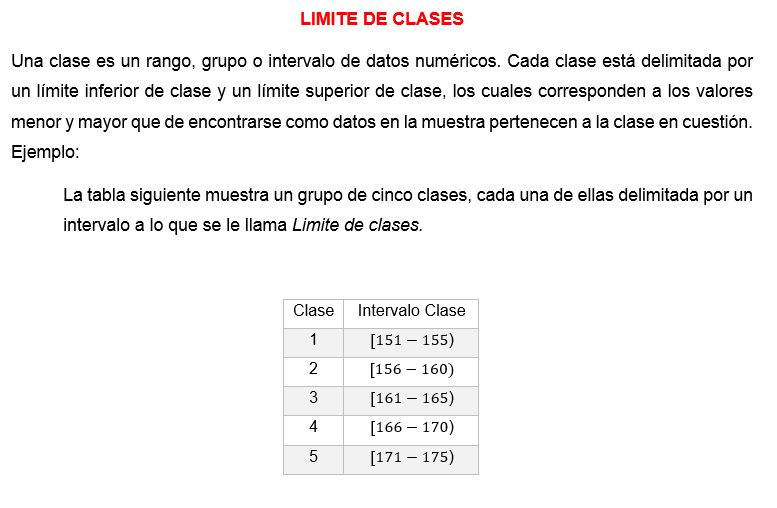 LIMITE DE CLASES
Una clase es un rango, grupo o intervalo de datos numéricos. Cada clase está delimitada por
un límite inferior de clase y un límite superior de clase, los cuales corresponden a los valores
menor y mayor que de encontrarse como datos en la muestra pertenecen a la clase en cuestión.
Ejemplo:
La tabla siguiente muestra un grupo de cinco clases, cada una de ellas delimitada por un
intervalo a lo que se le llama Limite de clases.
Clase Intervalo Clase
1 [151 − 155)
2 [156 − 160)
3 [161 − 165)
4 [166 − 170)
5 [171 − 175)